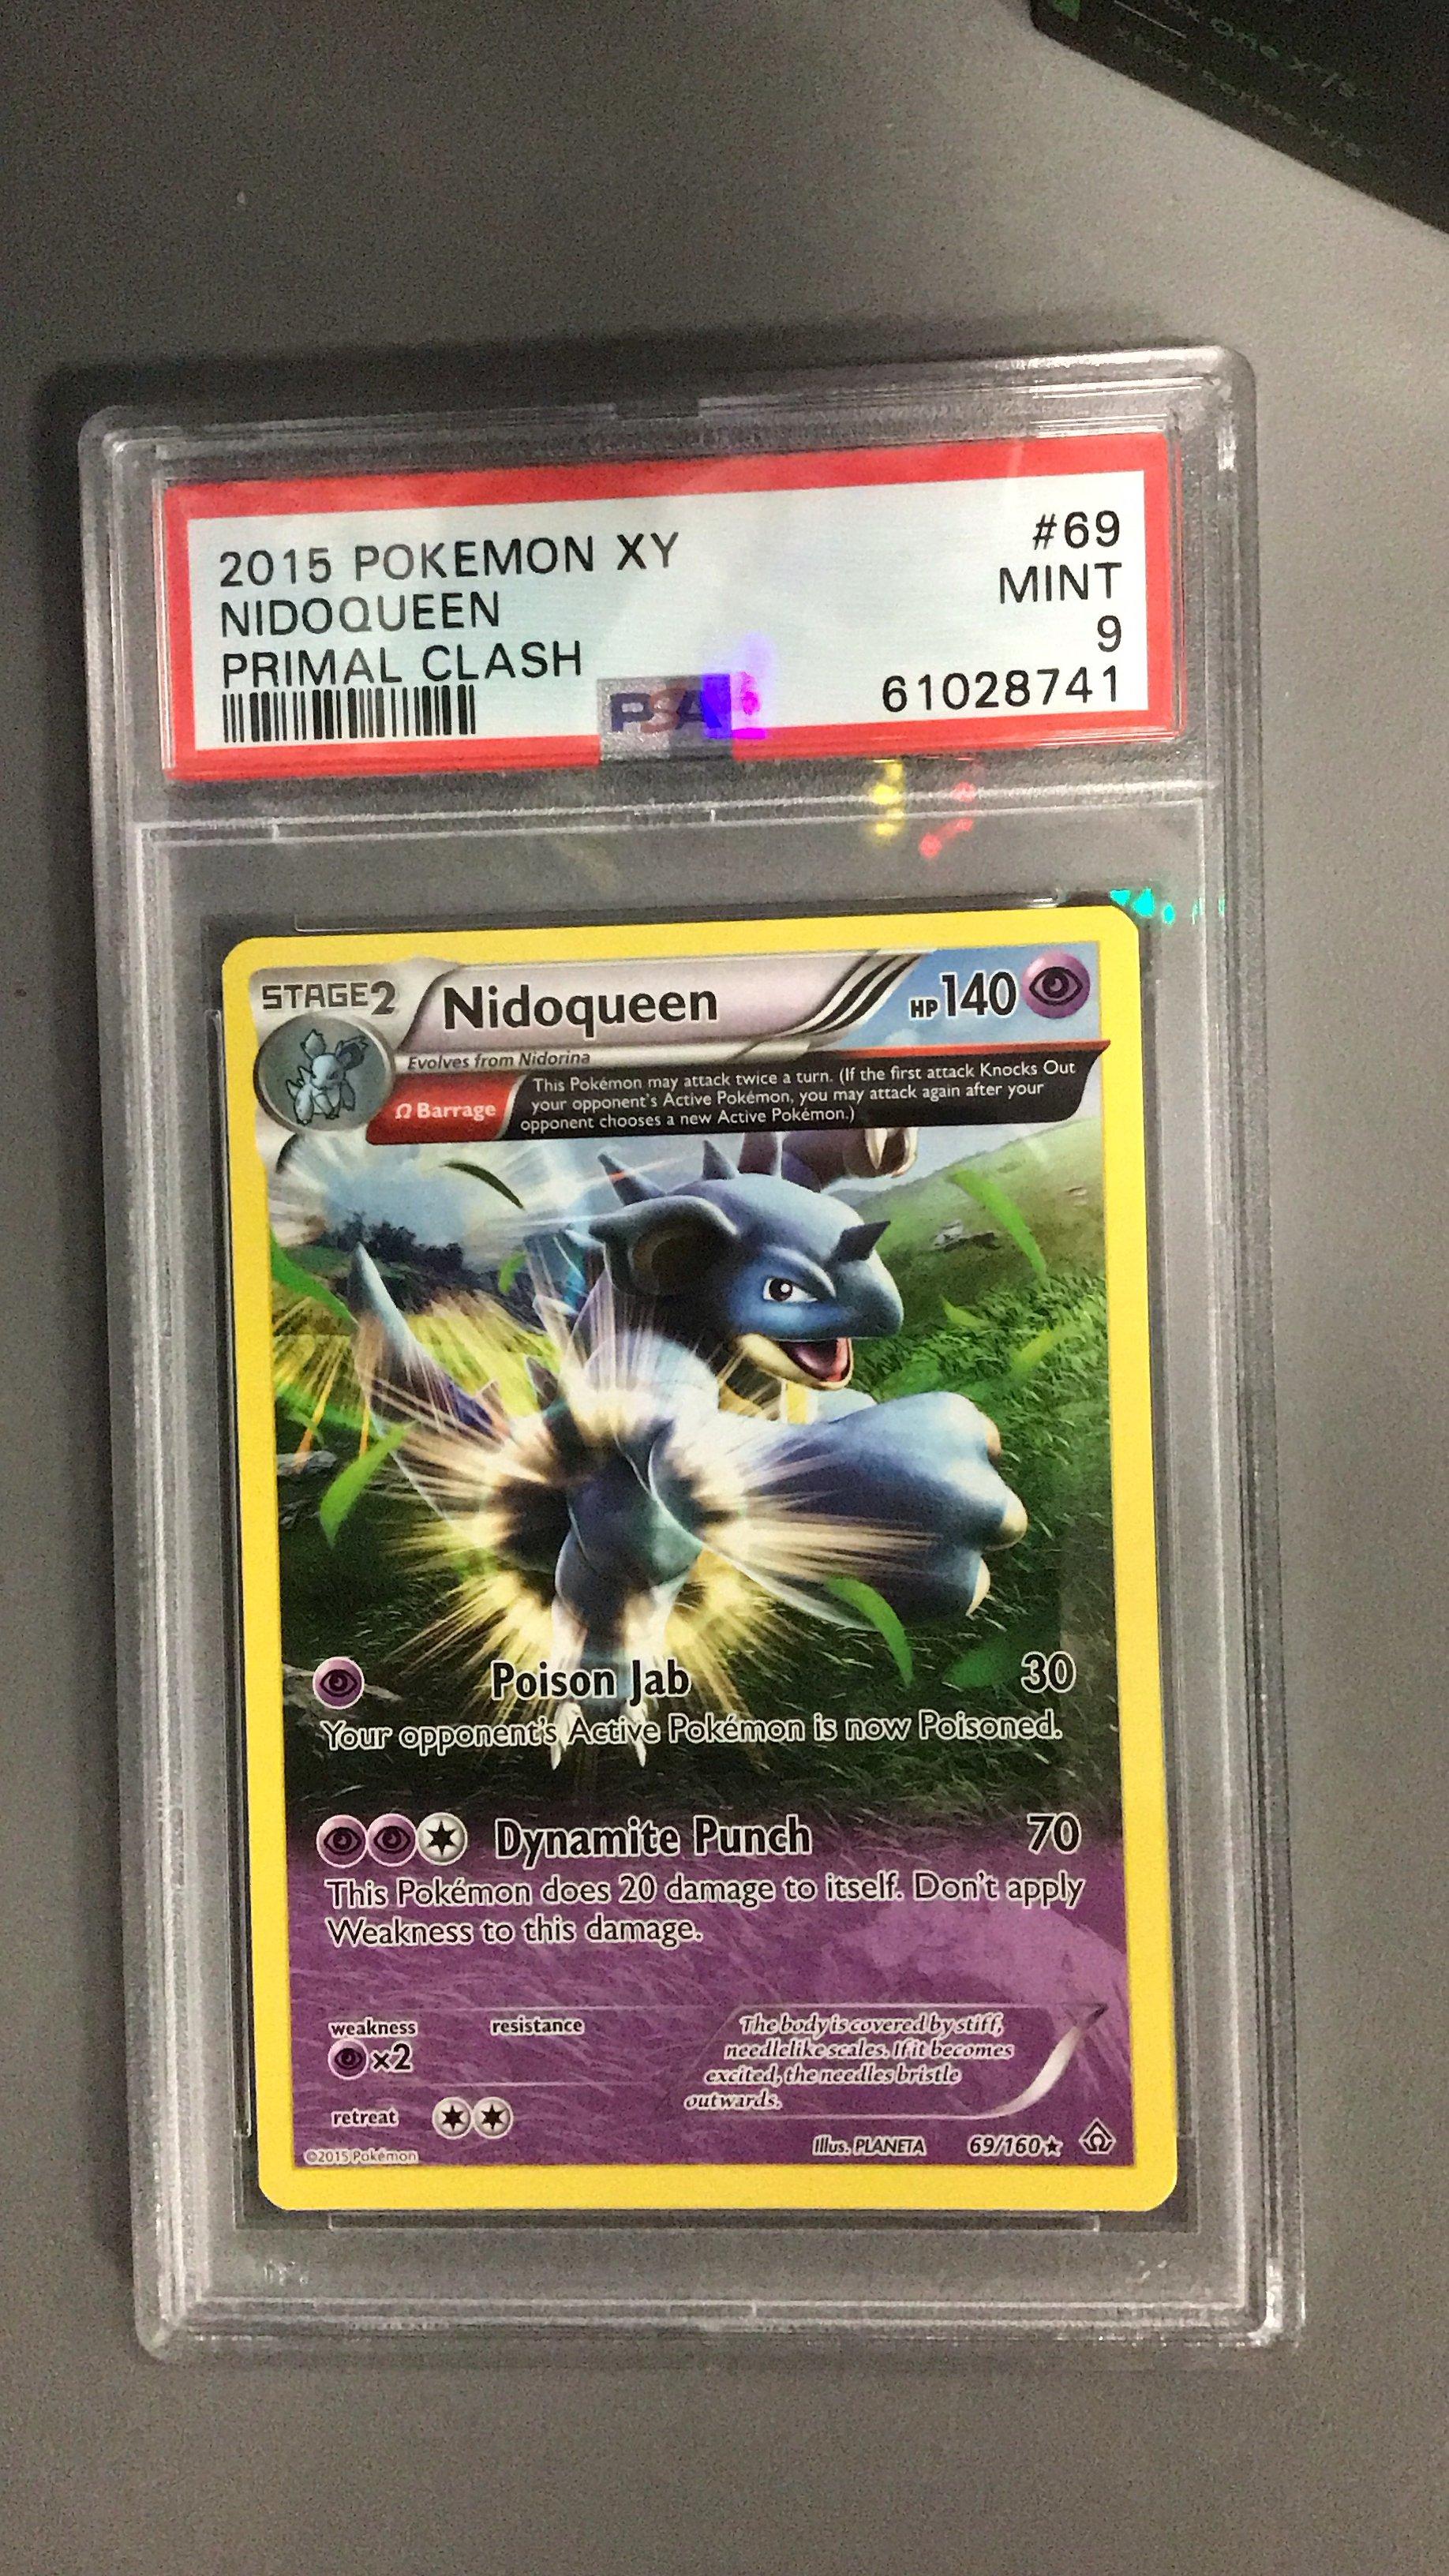 ox One x/s
2015 POKEMON XY
#69
NIDOQUEEN
MINT
PRIMAL CLASH
9
PSA
61028741
STAGE2
Nidoqueen
HP140
Evolves from Nidorina
Ω Barrage
This Pokémon may attack twice a turn. (If the first attack Knocks Out
your opponent's Active Pokémon, you may attack again after your
opponent chooses a new Active Pokémon.)
Poison Jab 30
Your opponent's Active Pokémon is now Poisoned.
Dynamite Punch 70
This Pokémon does 20 damage to itself. Don't apply
Weakness to this damage.
weakness
resistance
×2
retreat
The body is covered by stiff,
needlelike scales. If it becomes
excited, the needles bristle
outwards.
©2015 Pokémon
Illus. PLANETA
69/160★